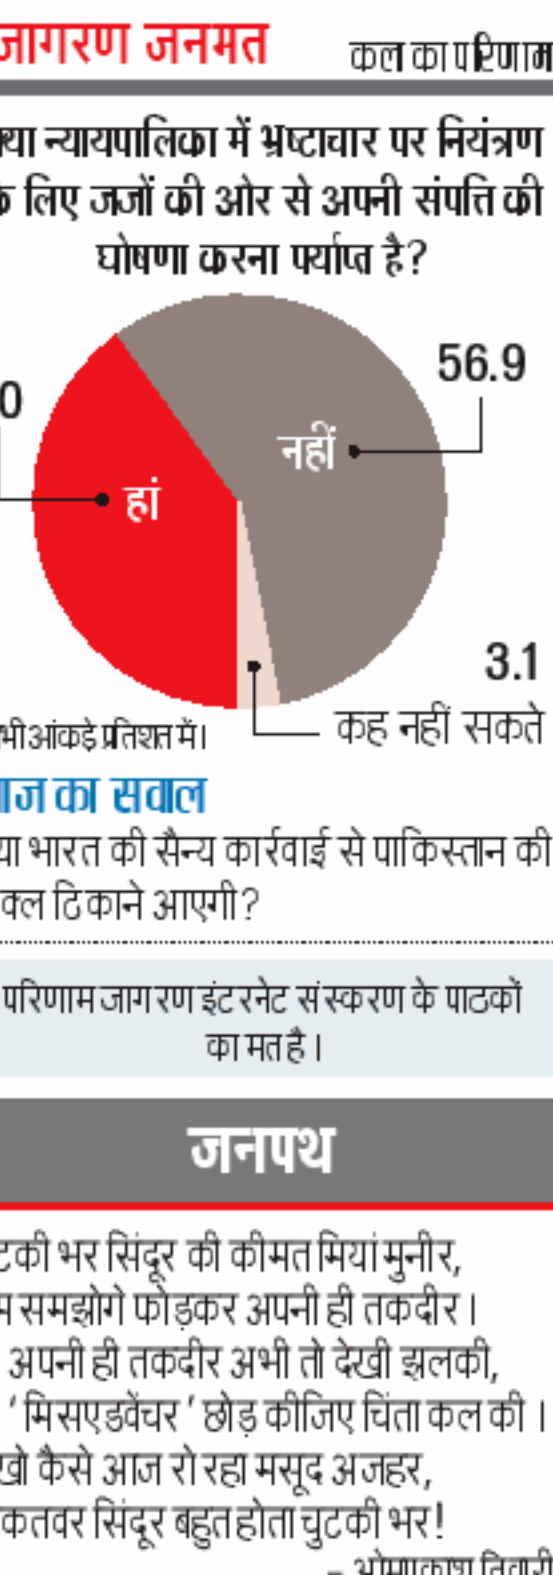 जागरण जनमत कल का परिणाम
न्यायपालिका में भ्रष्टाचार पर नियंत्रण
लिए जजों की ओर से अपनी संपत्ति की
घोषणा करना पर्याप्त है?
56.9
0
नहीं
हां
3.1
कह नहीं सकते
आंकड़े प्रतिशत में।
का सवाल
भारत की सैन्य कार्रवाई से पाकिस्तान की
ठिकाने आएगी?
परिणाम जागरण इंटरनेट संस्करण के पाठकों
का मत है।
जनपथ
भर सिंदूर की कीमत मियां मुनीर,
समझोगे फोड़कर अपनी ही तकदीर।
अपनी ही तकदीर अभी तो देखी झलकी,
'मिसएडवेंचर' छोड़ कीजिए चिंता कल की।
कैसे आज रो रहा मसूद अजहर,
सिंदूर बहुत होता चुटकी भर!